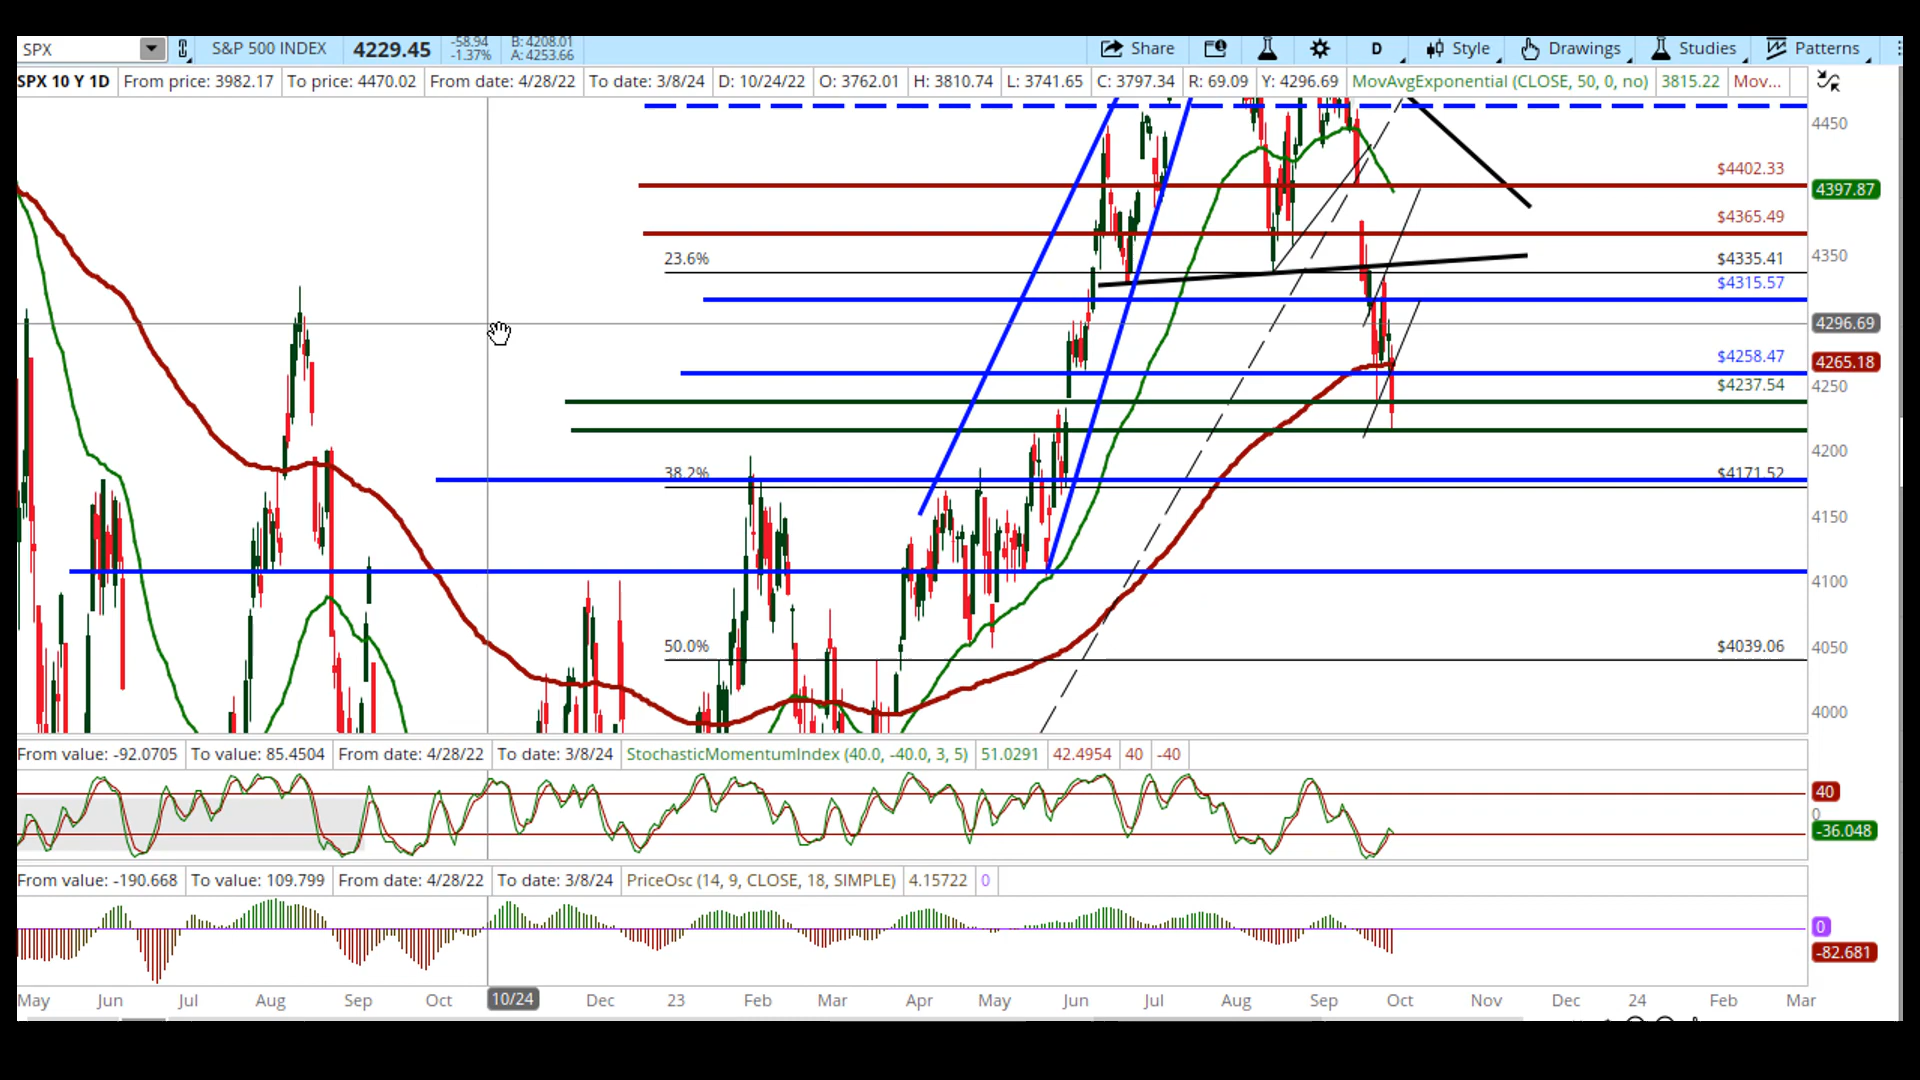 SPX S&P 500 INDEX 4229.45 -58.94 B: 4208.01 Share D Style Drawings Studies Patterns
-1.37% A: 4253.66
SPX 10 Y 1D From price: 3982.17 To price: 4470.02 From date: 4/28/22 To date: 3/8/24 D: 10/24/22 O: 3762.01 H: 3810.74 L: 3741.65 C: 3797.34 R: 69.09 Y: 4296.69 MovAvgExponential (CLOSE, 50, 0, no) 3815.22 Mov...
4450
$4402.33
4397.87
$4365.49
23.6% $4335.41 4350
$4315.57
4296.69
$4258.47 4265.18
$4237.54 4250
4200
38.2% $4171.52
4150
4100
50.0% $4039.06 4050
4000
From value: -92.0705 To value: 85.4504 From date: 4/28/22 To date: 3/8/24 StochasticMomentumIndex (40.0, -40.0, 3, 5) 51.0291 42.4954 40 -40
40
0
-36.048
From value: -190.668 To value: 109.799 From date: 4/28/22 To date: 3/8/24 PriceOsc (14, 9, CLOSE, 18, SIMPLE) 4.15722 0
0
-82.681
May Jun Jul Aug Sep Oct 10/24 Dec 23 Feb Mar Apr May Jun Jul Aug Sep Oct Nov Dec 24 Feb Mar